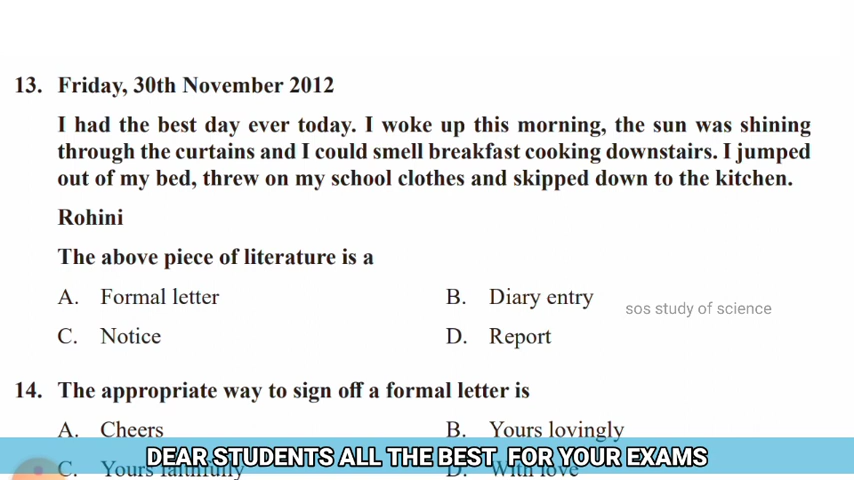 13. Friday, 30th November 2012
I had the best day ever today. I woke up this morning, the sun was shining
through the curtains and I could smell breakfast cooking downstairs. I jumped
out of my bed, threw on my school clothes and skipped down to the kitchen.
Rohini
The above piece of literature is a
A. Formal letter B. Diary entry
sos study of science
C. Notice D. Report
14. The appropriate way to sign off a formal letter is
A. Cheers B. Yours lovingly
DEAR STUDENTS ALL THE BEST FOR YOUR EXAMS
C. Yours faithfully D. With love